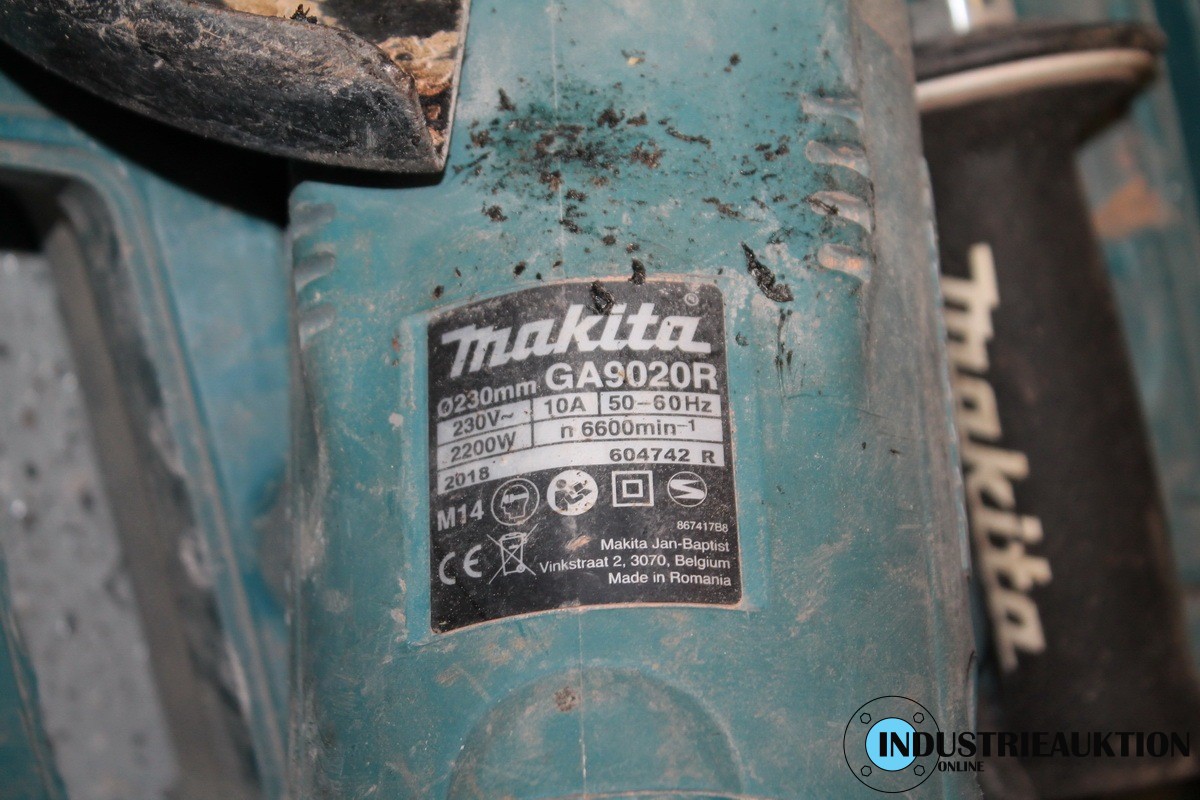 makita®
Ø230mm GA9020R
230V~ 10A 50-60Hz
2200W n 6600min⁻¹
2018 604742 R
M14
867417B8
CE
Makita Jan-Baptist
Vinkstraat 2, 3070, Belgium
Made in Romania
makita
INDUSTRIEAUKTION
ONLINE